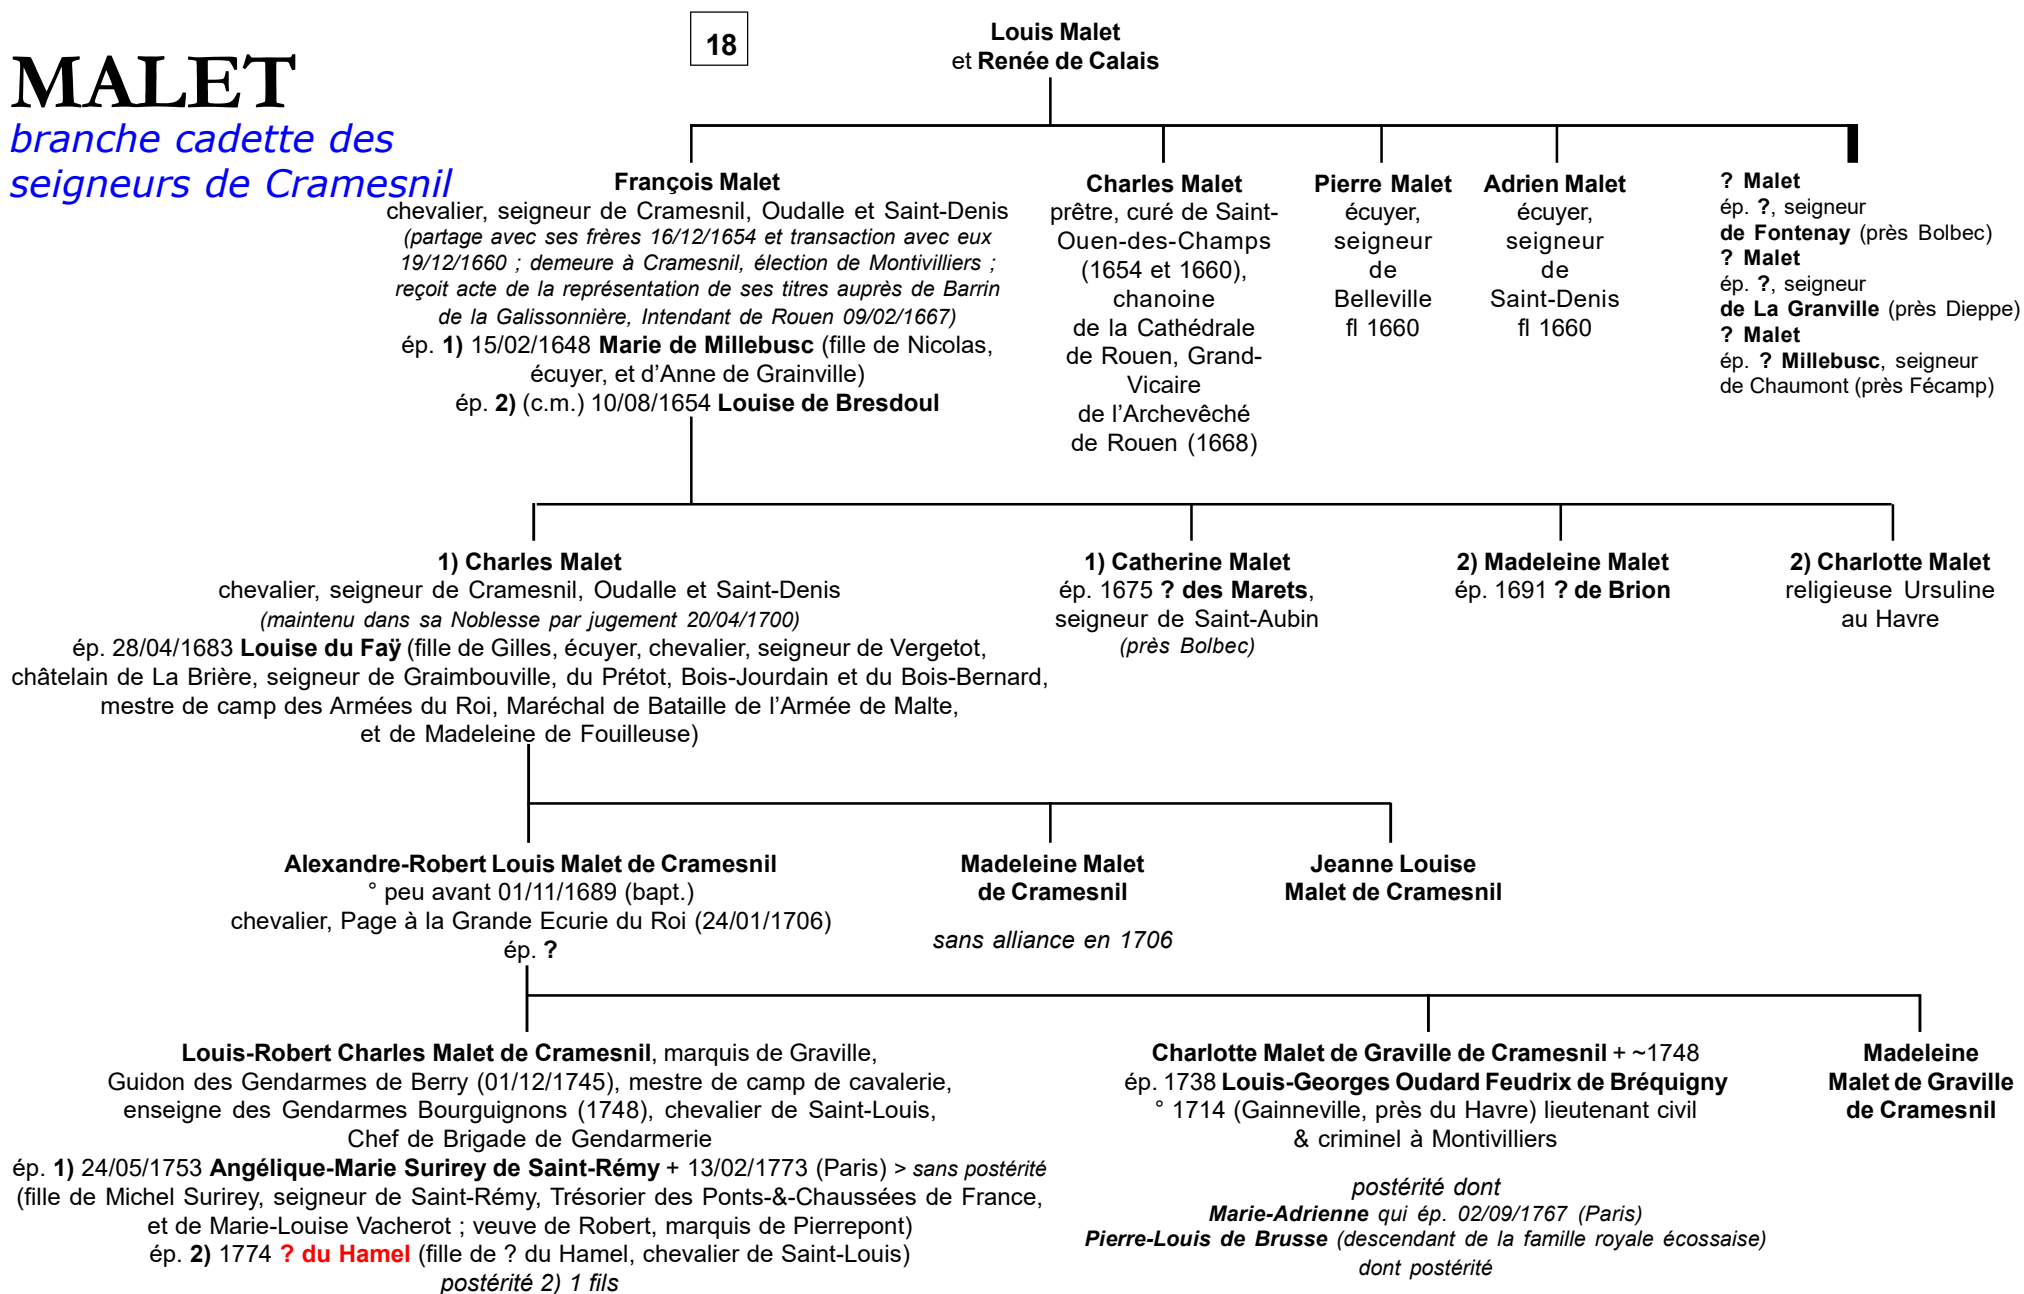 MALET
branche cadette des
seigneurs de Cramesnil
18
Louis Malet
et Renée de Calais
François Malet
chevalier, seigneur de Cramesnil, Oudalle et Saint-Denis
(partage avec ses frères 16/12/1654 et transaction avec eux
19/12/1660 ; demeure à Cramesnil, élection de Montivilliers ;
reçoit acte de la représentation de ses titres auprès de Barrin
de la Galissonnière, Intendant de Rouen 09/02/1667)
ép. 1) 15/02/1648 Marie de Millebusc (fille de Nicolas,
écuyer, et d'Anne de Grainville)
ép. 2) (c.m.) 10/08/1654 Louise de Bresdoul
Charles Malet
prêtre, curé de Saint-
Ouen-des-Champs
(1654 et 1660),
chanoine
de la Cathédrale
de Rouen, Grand-
Vicaire
de l'Archevêché
de Rouen (1668)
Pierre Malet
écuyer,
seigneur
de
Belleville
fl 1660
Adrien Malet
écuyer,
seigneur
de
Saint-Denis
fl 1660
? Malet
ép. ?, seigneur
de Fontenay (près Bolbec)
? Malet
ép. ?, seigneur
de La Granville (près Dieppe)
? Malet
ép. ? Millebusc, seigneur
de Chaumont (près Fécamp)
1) Charles Malet
chevalier, seigneur de Cramesnil, Oudalle et Saint-Denis
(maintenu dans sa Noblesse par jugement 20/04/1700)
ép. 28/04/1683 Louise du Faÿ (fille de Gilles, écuyer, chevalier, seigneur de Vergetot,
châtelain de La Brière, seigneur de Graimbouville, du Prétot, Bois-Jourdain et du Bois-Bernard,
mestre de camp des Armées du Roi, Maréchal de Bataille de l'Armée de Malte,
et de Madeleine de Fouilleuse)
1) Catherine Malet
ép. 1675 ? des Marets,
seigneur de Saint-Aubin
(près Bolbec)
2) Madeleine Malet
ép. 1691 ? de Brion
2) Charlotte Malet
religieuse Ursuline
au Havre
Alexandre-Robert Louis Malet de Cramesnil
° peu avant 01/11/1689 (bapt.)
chevalier, Page à la Grande Ecurie du Roi (24/01/1706)
ép. ?
Madeleine Malet
de Cramesnil
sans alliance en 1706
Jeanne Louise
Malet de Cramesnil
Louis-Robert Charles Malet de Cramesnil, marquis de Graville,
Guidon des Gendarmes de Berry (01/12/1745), mestre de camp de cavalerie,
enseigne des Gendarmes Bourguignons (1748), chevalier de Saint-Louis,
Chef de Brigade de Gendarmerie
ép. 1) 24/05/1753 Angélique-Marie Surirey de Saint-Rémy + 13/02/1773 (Paris) > sans postérité
(fille de Michel Surirey, seigneur de Saint-Rémy, Trésorier des Ponts-&-Chaussées de France,
et de Marie-Louise Vacherot ; veuve de Robert, marquis de Pierrepont)
ép. 2) 1774 ? du Hamel (fille de ? du Hamel, chevalier de Saint-Louis)
postérité 2) 1 fils
Charlotte Malet de Graville de Cramesnil + ~1748
ép. 1738 Louis-Georges Oudard Feudrix de Bréquigny
° 1714 (Gainneville, près du Havre) lieutenant civil
& criminel à Montivilliers
postérité dont
Marie-Adrienne qui ép. 02/09/1767 (Paris)
Pierre-Louis de Brusse (descendant de la famille royale écossaise)
dont postérité
Madeleine
Malet de Graville
de Cramesnil